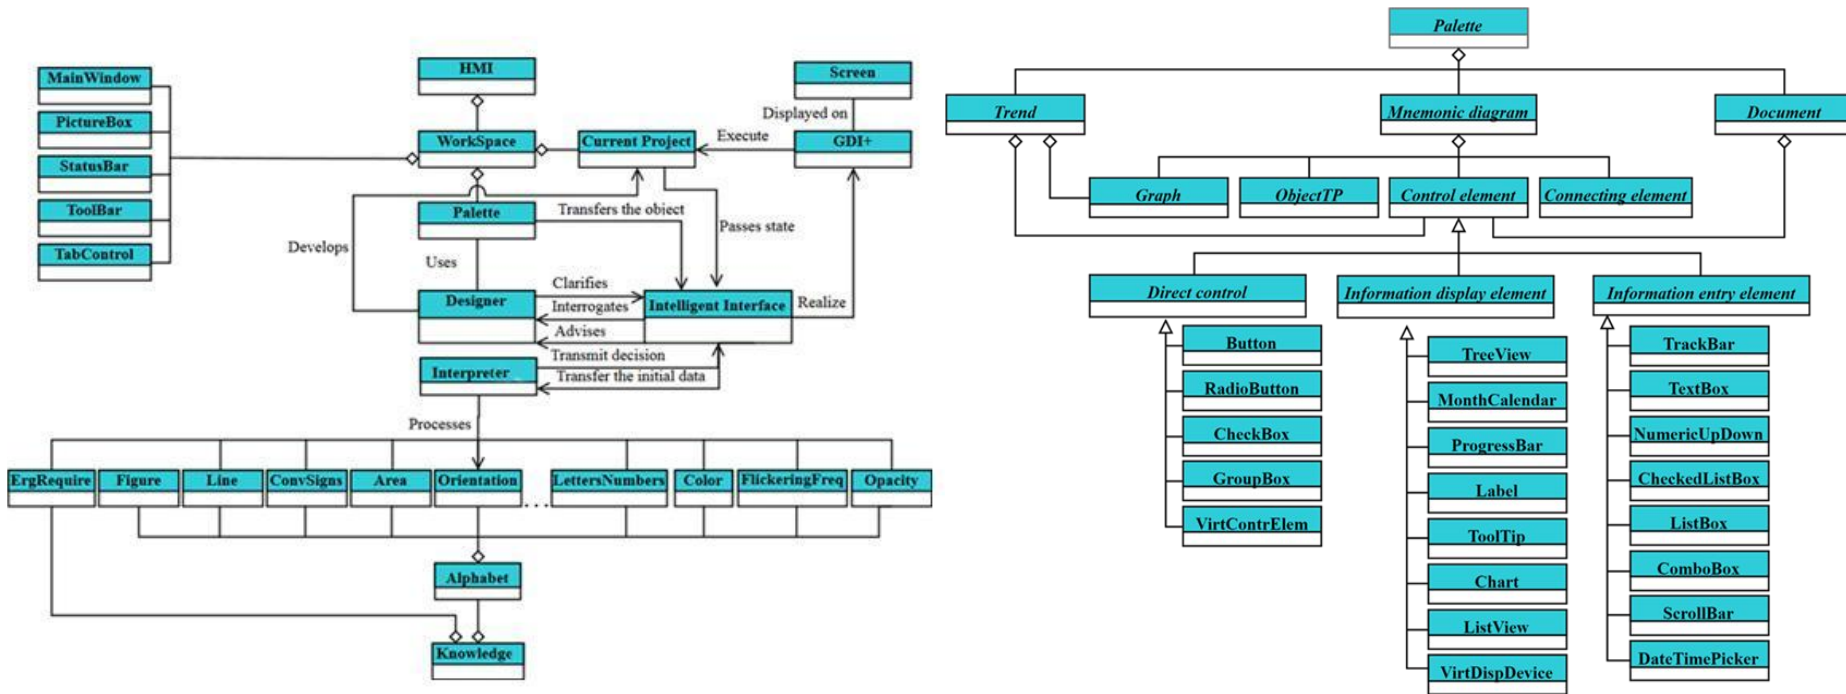 HMI
Screen
MainWindow
Displayed on
PictureBox
WorkSpace
Current Project
Execute
GDI+
StatusBar
ToolBar
Palette
Transfers the object
Passes state
TabControl
Develops
Uses
Designer
Clarifies
Interrogates
Advises
Intelligent Interface
Realize
Transmit decision
Interpreter
Transfer the initial data
Processes
ErgRequire
Figure
Line
ConvSigns
Area
Orientation
...
LettersNumbers
Color
FlickeringFreq
Opacity
Alphabet
Knowledge
Palette
Trend
Mnemonic diagram
Document
Graph
ObjectTP
Control element
Connecting element
Direct control
Information display element
Information entry element
Button
RadioButton
CheckBox
GroupBox
VirtContrElem
TreeView
MonthCalendar
ProgressBar
Label
ToolTip
Chart
ListView
VirtDispDevice
TrackBar
TextBox
NumericUpDown
CheckedListBox
ListBox
ComboBox
ScrollBar
DateTimePicker